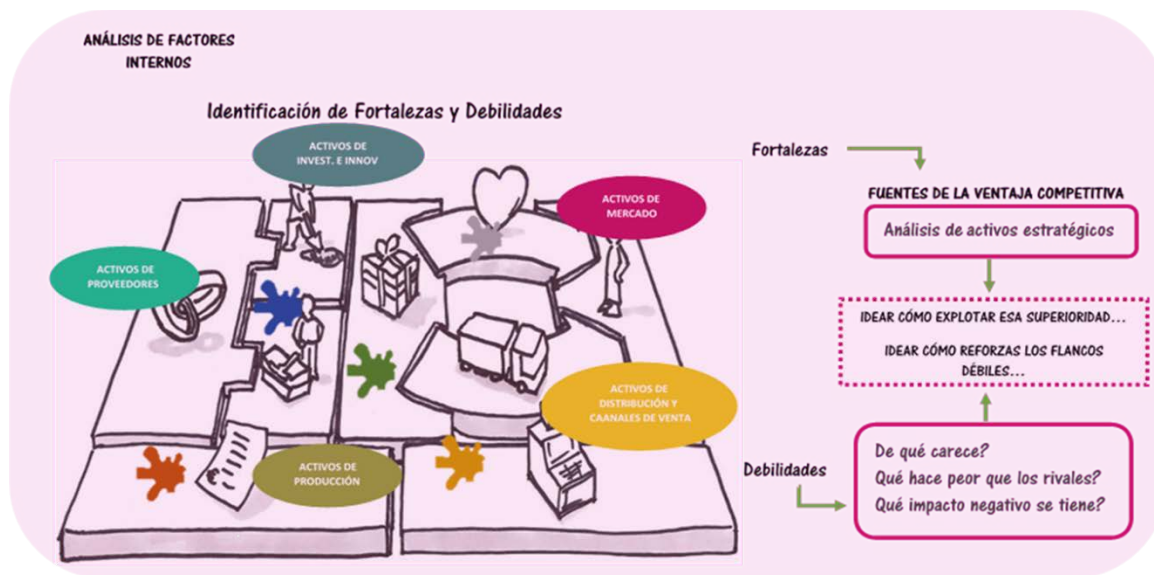 ANÁLISIS DE FACTORES
INTERNOS
Identificación de Fortalezas y Debilidades
ACTIVOS DE
INVEST. E INNOV
ACTIVOS DE
MERCADO
ACTIVOS DE
PROVEEDORES
ACTIVOS DE
DISTRIBUCIÓN Y
CAANALES DE VENTA
ACTIVOS DE
PRODUCCIÓN
Fortalezas
FUENTES DE LA VENTAJA COMPETITIVA
Análisis de activos estratégicos
IDEAR CÓMO EXPLOTAR ESA SUPERIORIDAD...
IDEAR CÓMO REFORZAS LOS FLANCOS
DÉBILES...
Debilidades
De qué carece?
Qué hace peor que los rivales?
Qué impacto negativo se tiene?